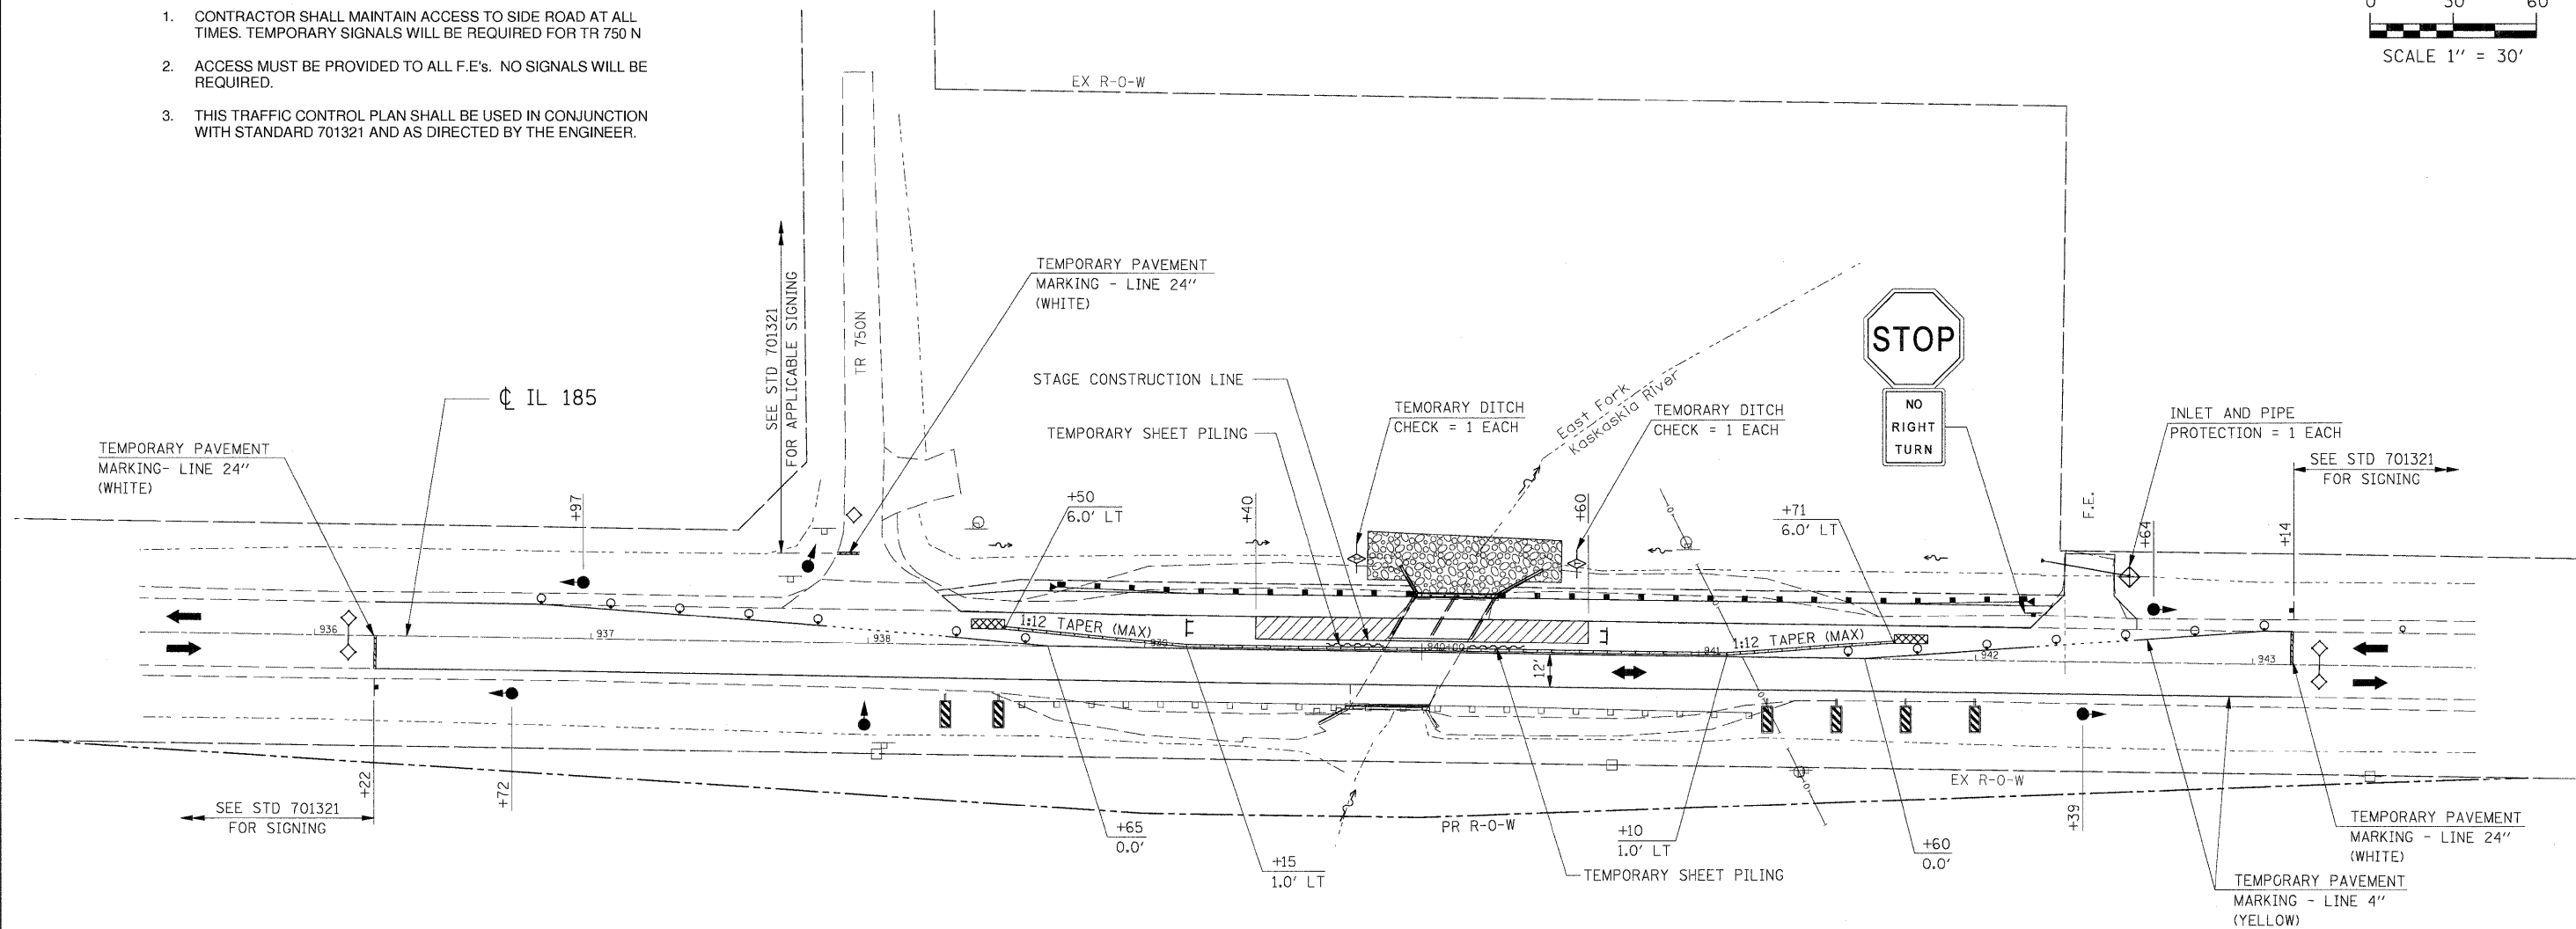 1. CONTRACTOR SHALL MAINTAIN ACCESS TO SIDE ROAD AT ALL
TIMES. TEMPORARY SIGNALS WILL BE REQUIRED FOR TR 750 N
2. ACCESS MUST BE PROVIDED TO ALL F.E's. NO SIGNALS WILL BE
REQUIRED.
3. THIS TRAFFIC CONTROL PLAN SHALL BE USED IN CONJUNCTION
WITH STANDARD 701321 AND AS DIRECTED BY THE ENGINEER.
0 30 60
SCALE 1" = 30'
EX R-O-W
SEE STD 701321
FOR APPLICABLE SIGNING
TR 750N
TEMPORARY PAVEMENT
MARKING - LINE 24"
(WHITE)
STAGE CONSTRUCTION LINE
TEMPORARY SHEET PILING
℄ IL 185
TEMPORARY PAVEMENT
MARKING- LINE 24"
(WHITE)
+97
+50
6.0' LT
+40
TEMORARY DITCH
CHECK = 1 EACH
East Fork
Kaskaskia River
TEMORARY DITCH
CHECK = 1 EACH
+60
+71
6.0' LT
STOP
NO
RIGHT
TURN
INLET AND PIPE
PROTECTION = 1 EACH
SEE STD 701321
FOR SIGNING
F.E.
+64
+14
936
937
938
1:12 TAPER (MAX)
939
940+00
941
1:12 TAPER (MAX)
942
943
12'
+22
+72
SEE STD 701321
FOR SIGNING
+65
0.0'
+15
1.0' LT
PR R-O-W
+10
1.0' LT
TEMPORARY SHEET PILING
+60
0.0'
EX R-O-W
+39
TEMPORARY PAVEMENT
MARKING - LINE 24"
(WHITE)
TEMPORARY PAVEMENT
MARKING - LINE 4"
(YELLOW)